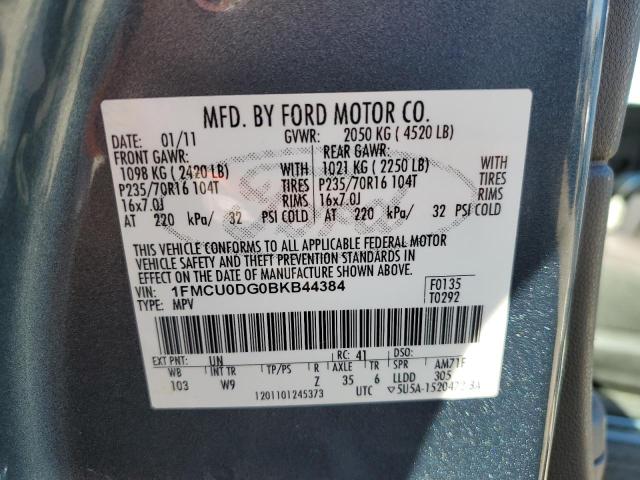 MFD. BY FORD MOTOR CO.
DATE: 01/11 GVWR: 2050 KG ( 4520 LB)
FRONT GAWR: REAR GAWR:
1098 KG ( 2420 LB) WITH 1021 KG ( 2250 LB) WITH
P235/70R16 104T TIRES P235/70R16 104T TIRES
16x7.0J RIMS 16x7.0J RIMS
AT 220 kPa/ 32 PSI COLD AT 220 kPa/ 32 PSI COLD
Ford
THIS VEHICLE CONFORMS TO ALL APPLICABLE FEDERAL MOTOR
VEHICLE SAFETY AND THEFT PREVENTION STANDARDS IN
EFFECT ON THE DATE OF MANUFACTURE SHOWN ABOVE.
VIN: 1FMCU0DG0BKB44384 F0135
TYPE: MPV T0292
EXT PNT: UN RC: 41 DSO:
WB INT TR TP/PS R AXLE TR SPR AM71F
103 W9 Z 35 6 LLDD 305
1201101245373 UTC